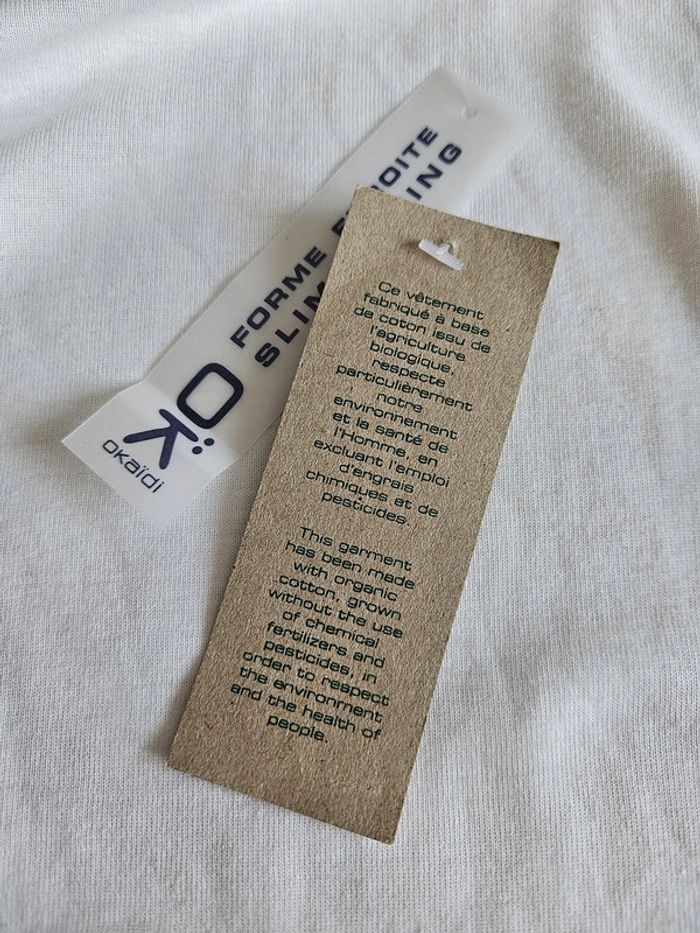 FORME
OITE
SLIM
ING
OKAÏDI
Ce vêtement
fabriqué à base
de coton issu de
l'agriculture
biologique,
respecte
particulièrement
notre
environnement
et la santé de
l'Homme, en
excluant l'emploi
d'engrais
chimiques et de
pesticides.
This garment
has been made
with organic
cotton, grown
without the use
of chemical
fertilizers and
pesticides, in
order to respect
the environment
and the health of
people.